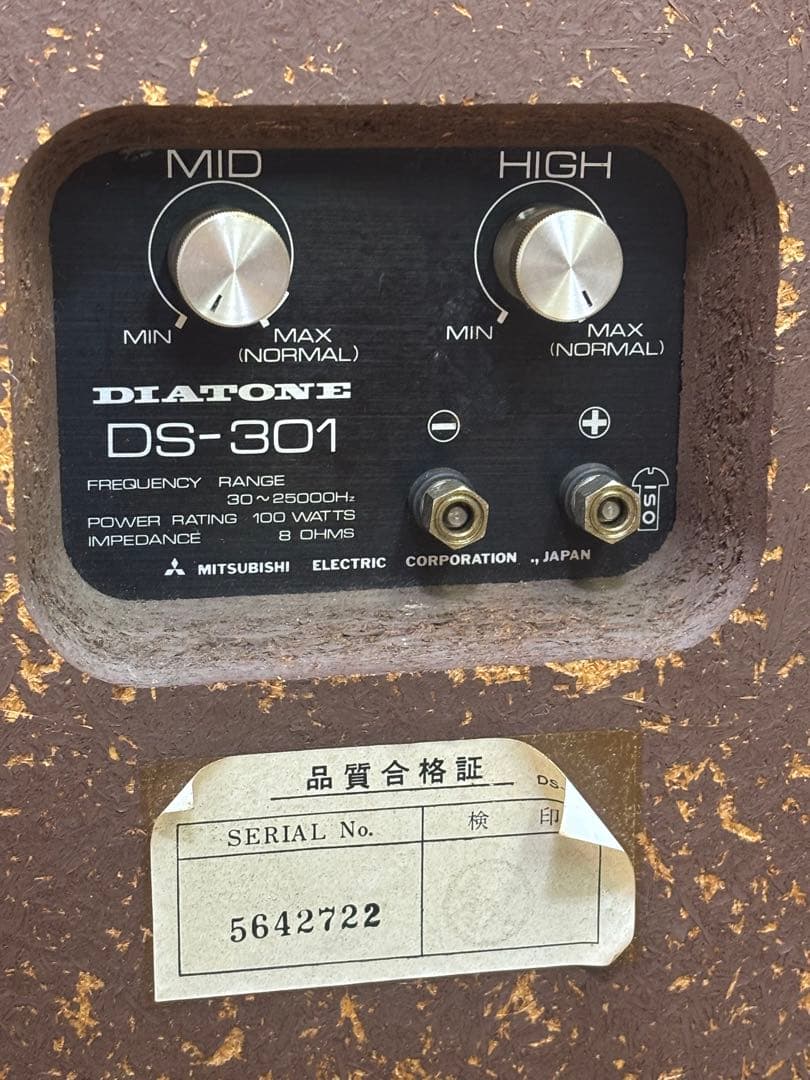 MID HIGH
MIN MAX (NORMAL) MIN MAX (NORMAL)
DIATONE
DS-301
FREQUENCY RANGE
30~25000Hz
POWER RATING 100 WATTS
IMPEDANCE 8 OHMS
− +
ISO
MITSUBISHI ELECTRIC CORPORATION ., JAPAN
品質合格証 DS-
SERIAL No. 検印
5642722